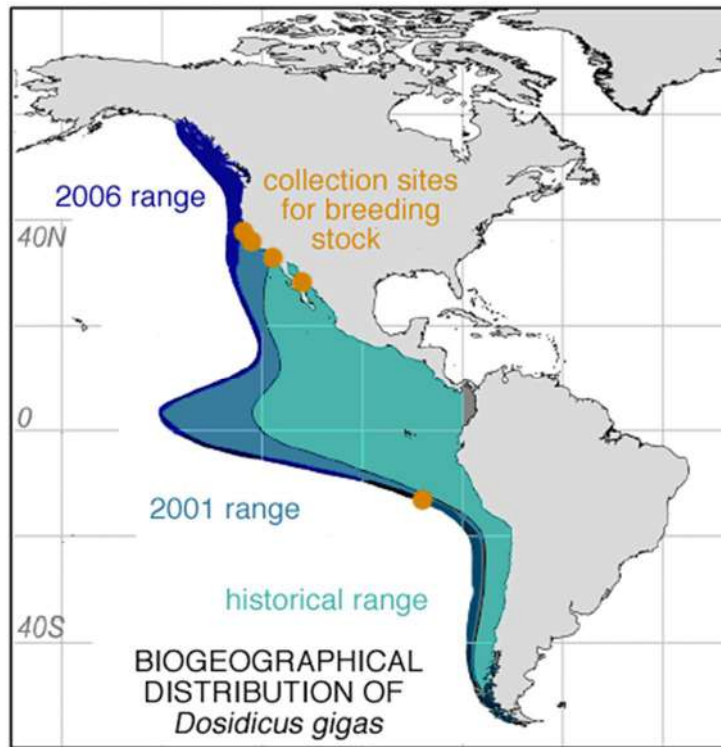 2006 range
collection sites
for breeding
stock
40N
0
2001 range
historical range
40S
BIOGEOGRAPHICAL
DISTRIBUTION OF
Dosidicus gigas